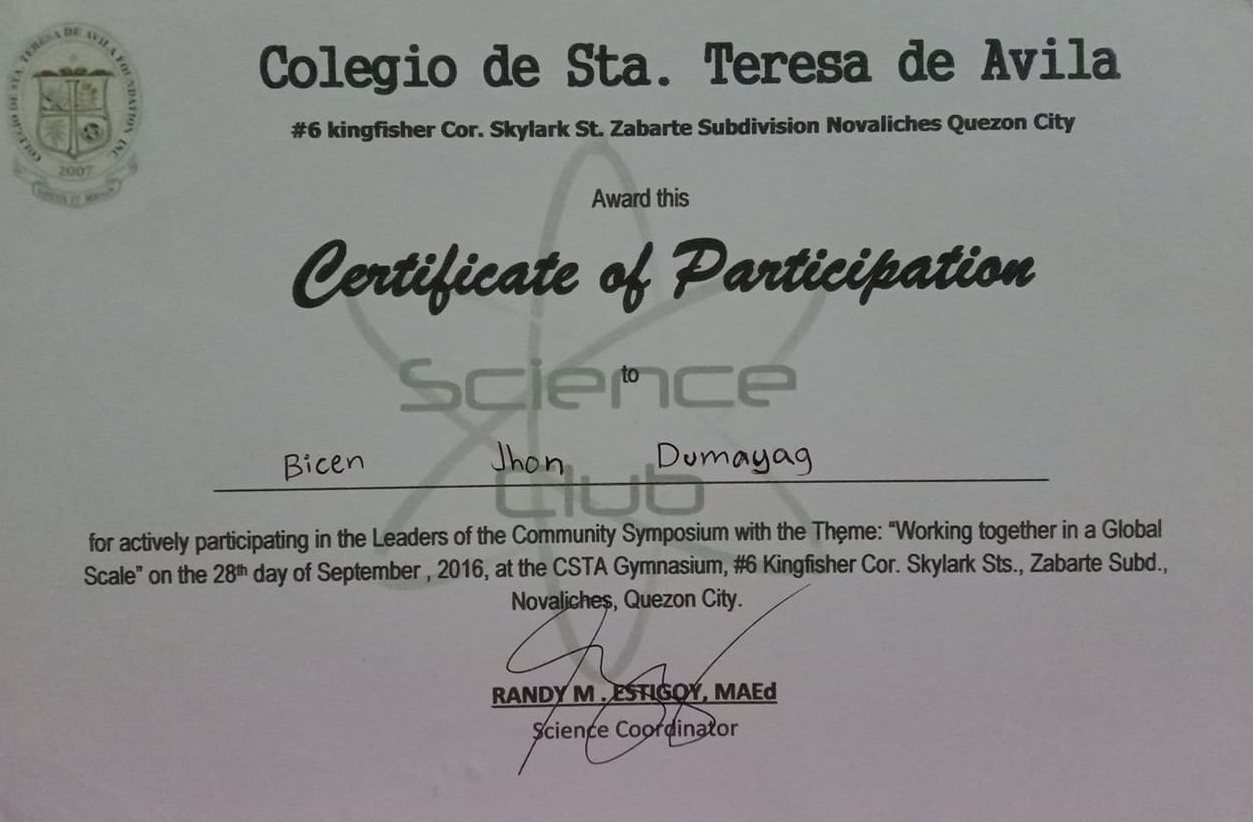 COLEGIO DE STA. TERESA DE AVILA FOUNDATION INC.
2007
Colegio de Sta. Teresa de Avila
#6 kingfisher Cor. Skylark St. Zabarte Subdivision Novaliches Quezon City
Award this
Certificate of Participation
to
Science
Club
Bicen Jhon Dumayag
for actively participating in the Leaders of the Community Symposium with the Theme: “Working together in a Global
Scale” on the 28th day of September , 2016, at the CSTA Gymnasium, #6 Kingfisher Cor. Skylark Sts., Zabarte Subd.,
Novaliches, Quezon City.
RANDY M . ESTIGOY, MAEd
Science Coordinator